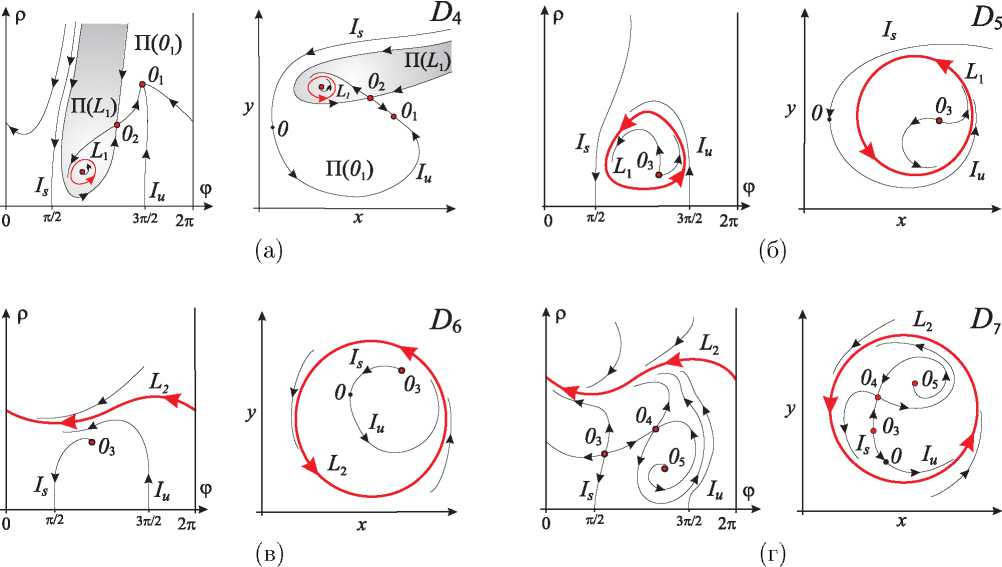 ρ
Π(0₁)
I_s
0₁
Π(L₁)
0₂
L₁
I_s
I_u
φ
0
π/2
3π/2
2π
D₄
I_s
Π(L₁)
0₂
L₁
y
0
0₁
Π(0₁)
I_u
x
(а)
ρ
I_s
L₁
0₃
I_u
φ
0
π/2
3π/2
2π
D₅
I_s
L₁
y
0
0₃
I_u
x
(б)
ρ
L₂
0₃
I_s
I_u
φ
0
π/2
3π/2
2π
D₆
I_s
0₃
0
y
I_u
L₂
x
(в)
ρ
L₂
0₄
0₃
0₅
I_s
I_u
φ
0
π/2
3π/2
2π
L₂
D₇
0₄
0₅
y
0₃
I_s
0
I_u
x
(г)